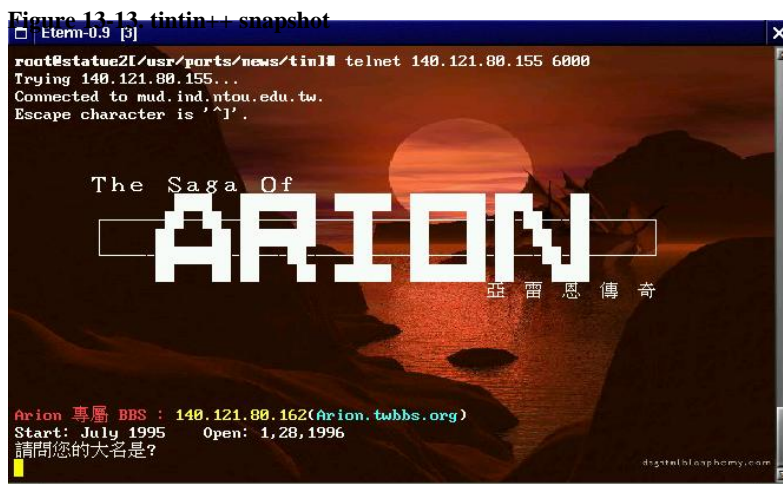 Figure 13-13. tintin++ snapshot
Eterm-0.9 [3]
root@statue2[/usr/ports/news/tin]# telnet 140.121.80.155 6000
Trying 140.121.80.155...
Connected to mud.ind.ntou.edu.tw.
Escape character is '^]'.
The Saga Of
ARION
亞雷恩傳奇
Arion 專屬 BBS : 140.121.80.162(Arion.twbbs.org)
Start: July 1995 Open: 1,28,1996
請問您的大名是?
digitalblasphemy.com